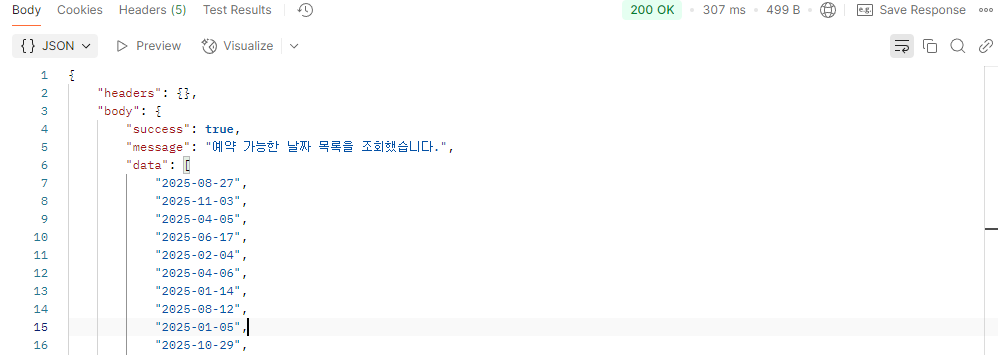 Body Cookies Headers (5) Test Results 200 OK • 307 ms • 499 B • e.g. Save Response
{} JSON Preview Visualize
1 {
2 "headers": {},
3 "body": {
4 "success": true,
5 "message": "예약 가능한 날짜 목록을 조회했습니다.",
6 "data": [
7 "2025-08-27",
8 "2025-11-03",
9 "2025-04-05",
10 "2025-06-17",
11 "2025-02-04",
12 "2025-04-06",
13 "2025-01-14",
14 "2025-08-12",
15 "2025-01-05",
16 "2025-10-29",